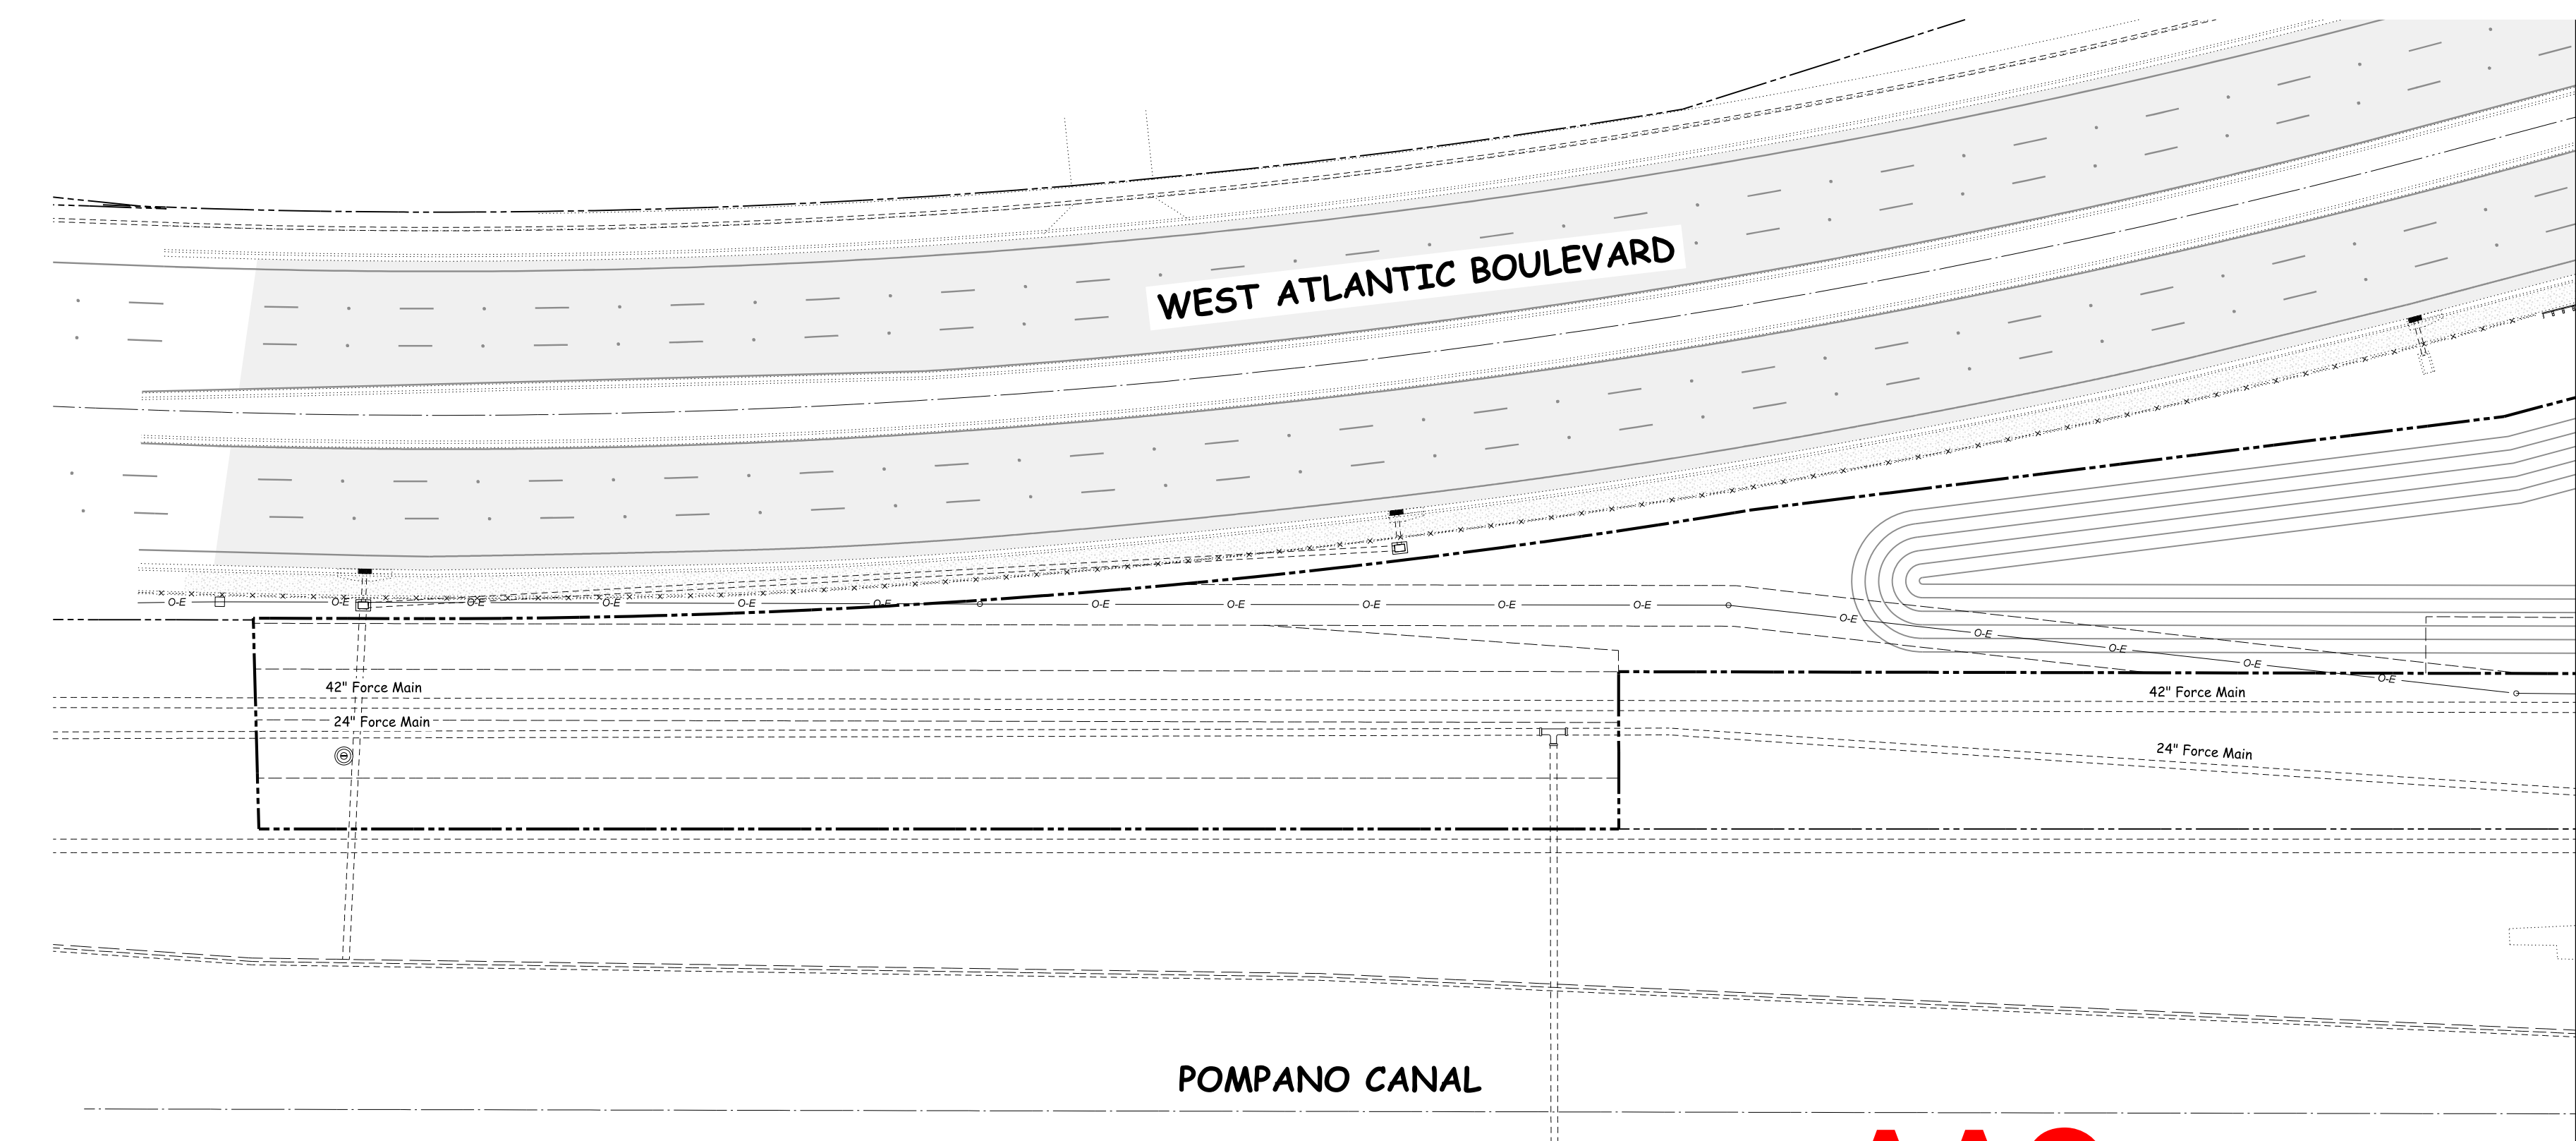 WEST ATLANTIC BOULEVARD
O-E O-E O-E O-E O-E O-E O-E O-E O-E O-E O-E
O-E
O-E
O-E
O-E
O-E
42" Force Main
42" Force Main
24" Force Main
24" Force Main
POMPANO CANAL